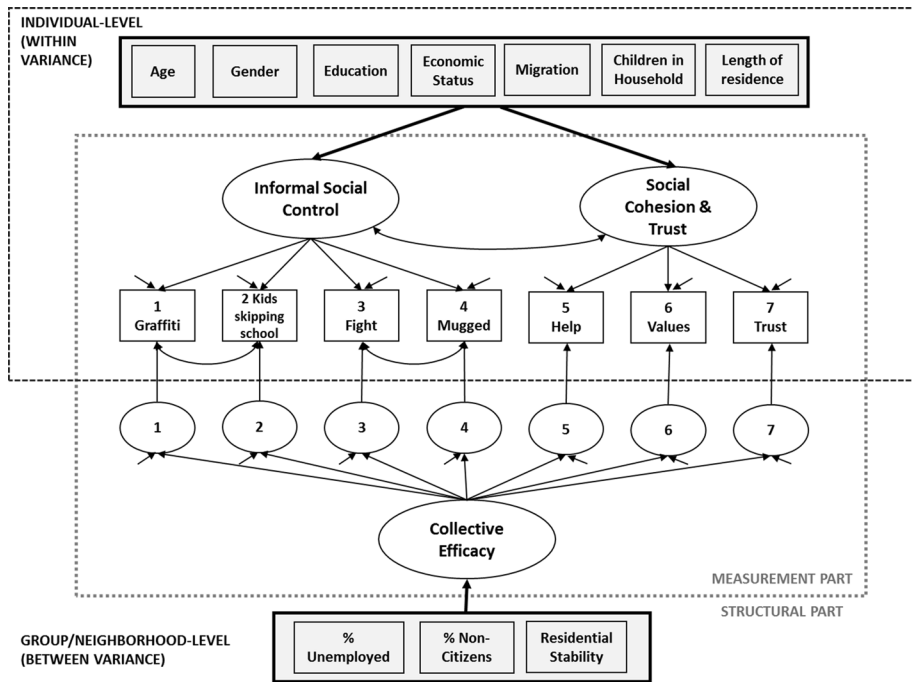 INDIVIDUAL-LEVEL
(WITHIN
VARIANCE)
Age
Gender
Education
Economic
Status
Migration
Children in
Household
Length of
residence
Informal Social
Control
Social
Cohesion &
Trust
1
Graffiti
2 Kids
skipping
school
3
Fight
4
Mugged
5
Help
6
Values
7
Trust
1
2
3
4
5
6
7
Collective
Efficacy
MEASUREMENT PART
STRUCTURAL PART
GROUP/NEIGHBORHOOD-LEVEL
(BETWEEN VARIANCE)
%
Unemployed
% Non-
Citizens
Residential
Stability